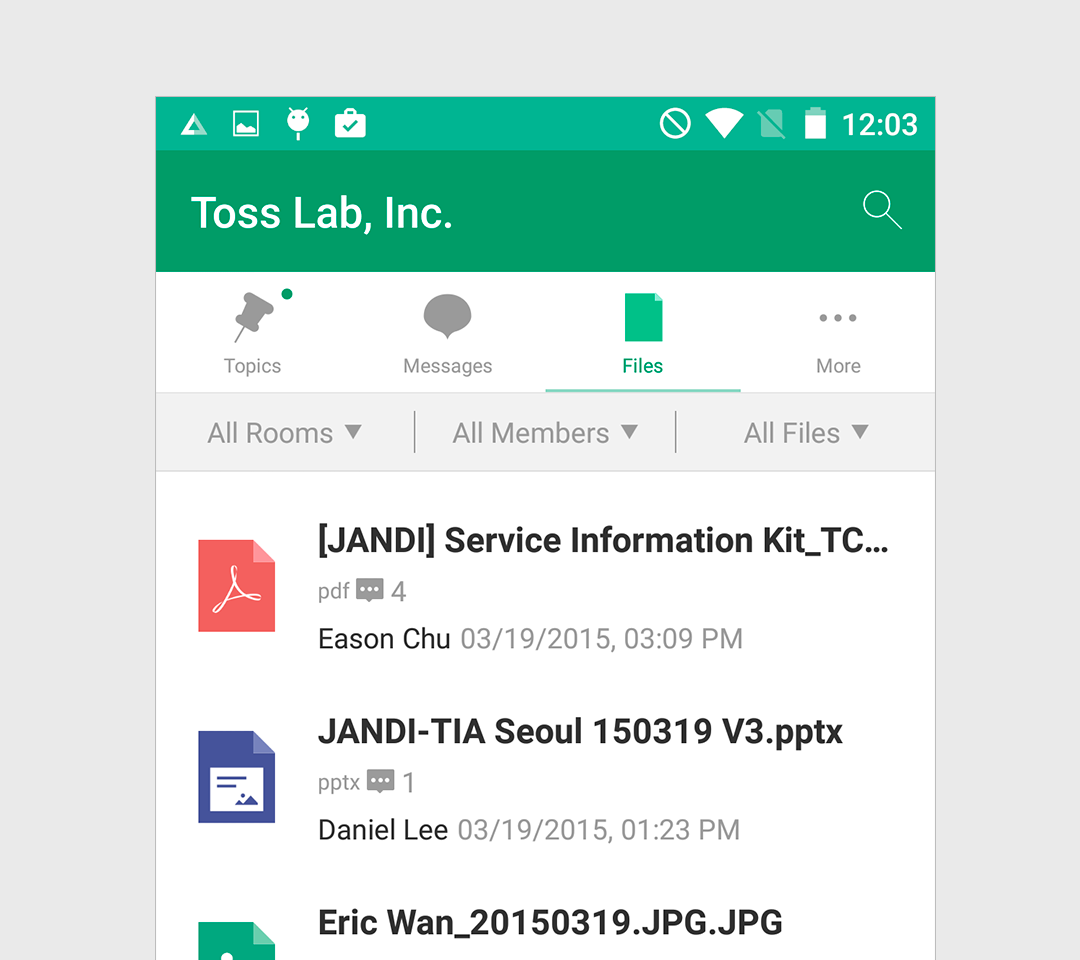 12:03
Toss Lab, Inc.
Topics Messages Files More
All Rooms ▼ All Members ▼ All Files ▼
[JANDI] Service Information Kit_TC...
pdf 4
Eason Chu 03/19/2015, 03:09 PM
JANDI-TIA Seoul 150319 V3.pptx
pptx 1
Daniel Lee 03/19/2015, 01:23 PM
Eric Wan_20150319.JPG.JPG